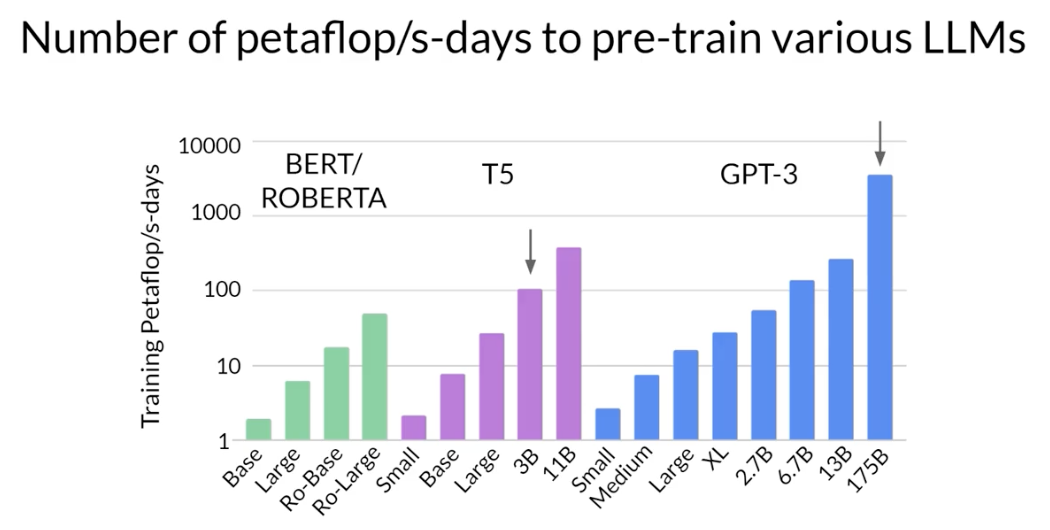 Number of petaflop/s-days to pre-train various LLMs
Training Petaflop/s-days
10000
1000
100
10
1
BERT/
ROBERTA
T5
GPT-3
Base
Large
Ro-Base
Ro-Large
Small
Base
Large
3B
11B
Small
Medium
Large
XL
2.7B
6.7B
13B
175B